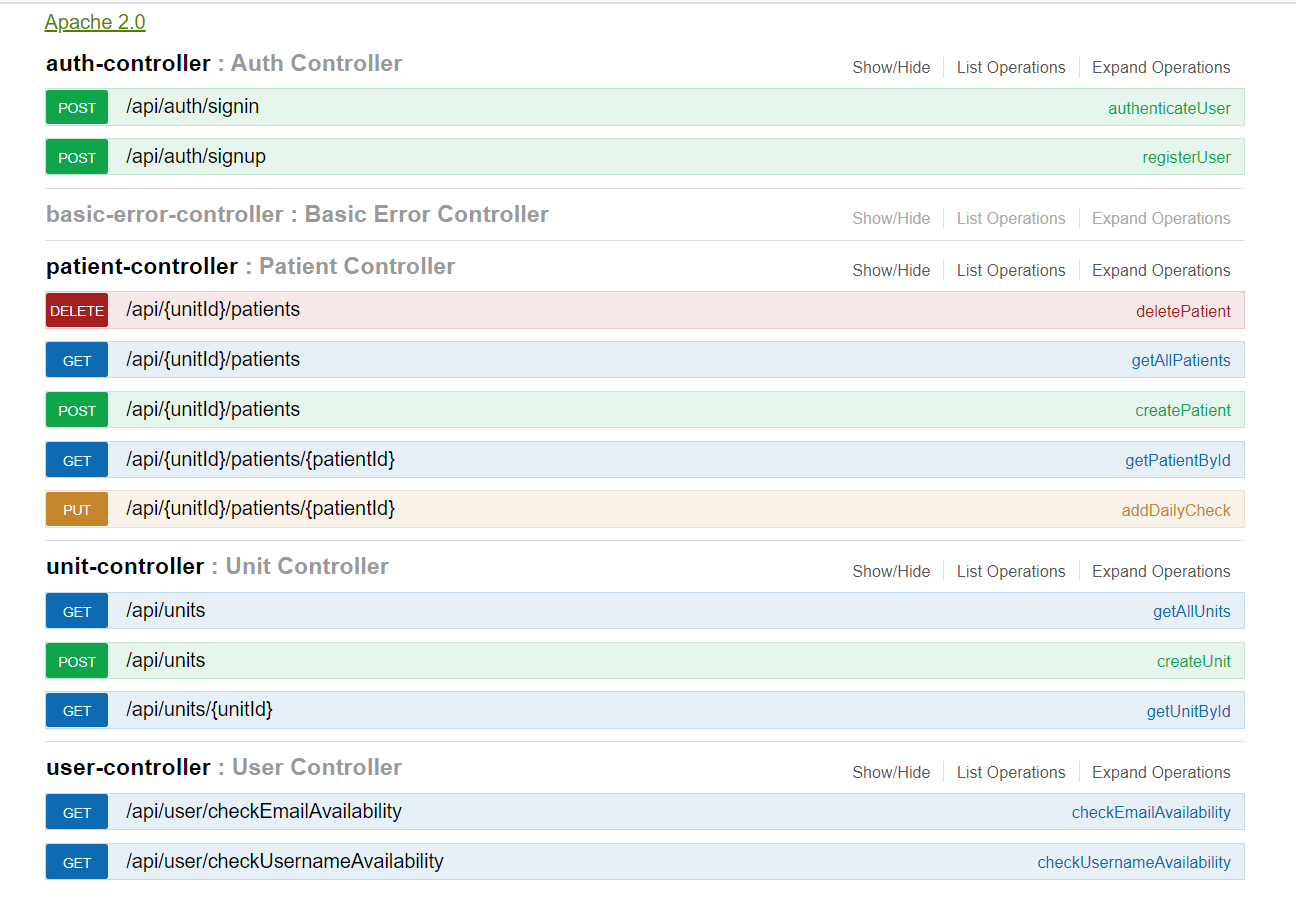 Apache 2.0
auth-controller : Auth Controller Show/Hide List Operations Expand Operations
POST /api/auth/signin authenticateUser
POST /api/auth/signup registerUser
basic-error-controller : Basic Error Controller Show/Hide List Operations Expand Operations
patient-controller : Patient Controller Show/Hide List Operations Expand Operations
DELETE /api/{unitId}/patients deletePatient
GET /api/{unitId}/patients getAllPatients
POST /api/{unitId}/patients createPatient
GET /api/{unitId}/patients/{patientId} getPatientById
PUT /api/{unitId}/patients/{patientId} addDailyCheck
unit-controller : Unit Controller Show/Hide List Operations Expand Operations
GET /api/units getAllUnits
POST /api/units createUnit
GET /api/units/{unitId} getUnitById
user-controller : User Controller Show/Hide List Operations Expand Operations
GET /api/user/checkEmailAvailability checkEmailAvailability
GET /api/user/checkUsernameAvailability checkUsernameAvailability